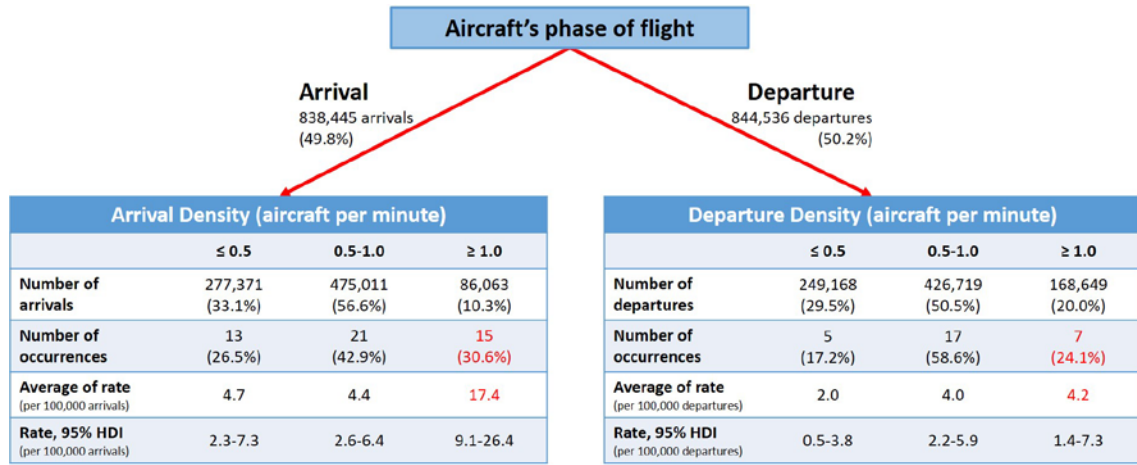 Aircraft's phase of flight
Arrival
838,445 arrivals
(49.8%)
Departure
844,536 departures
(50.2%)
Arrival Density (aircraft per minute)
≤ 0.5 0.5-1.0 ≥ 1.0
Number of arrivals 277,371 (33.1%) 475,011 (56.6%) 86,063 (10.3%)
Number of occurrences 13 (26.5%) 21 (42.9%) 15 (30.6%)
Average of rate (per 100,000 arrivals) 4.7 4.4 17.4
Rate, 95% HDI (per 100,000 arrivals) 2.3-7.3 2.6-6.4 9.1-26.4
Departure Density (aircraft per minute)
≤ 0.5 0.5-1.0 ≥ 1.0
Number of departures 249,168 (29.5%) 426,719 (50.5%) 168,649 (20.0%)
Number of occurrences 5 (17.2%) 17 (58.6%) 7 (24.1%)
Average of rate (per 100,000 departures) 2.0 4.0 4.2
Rate, 95% HDI (per 100,000 departures) 0.5-3.8 2.2-5.9 1.4-7.3